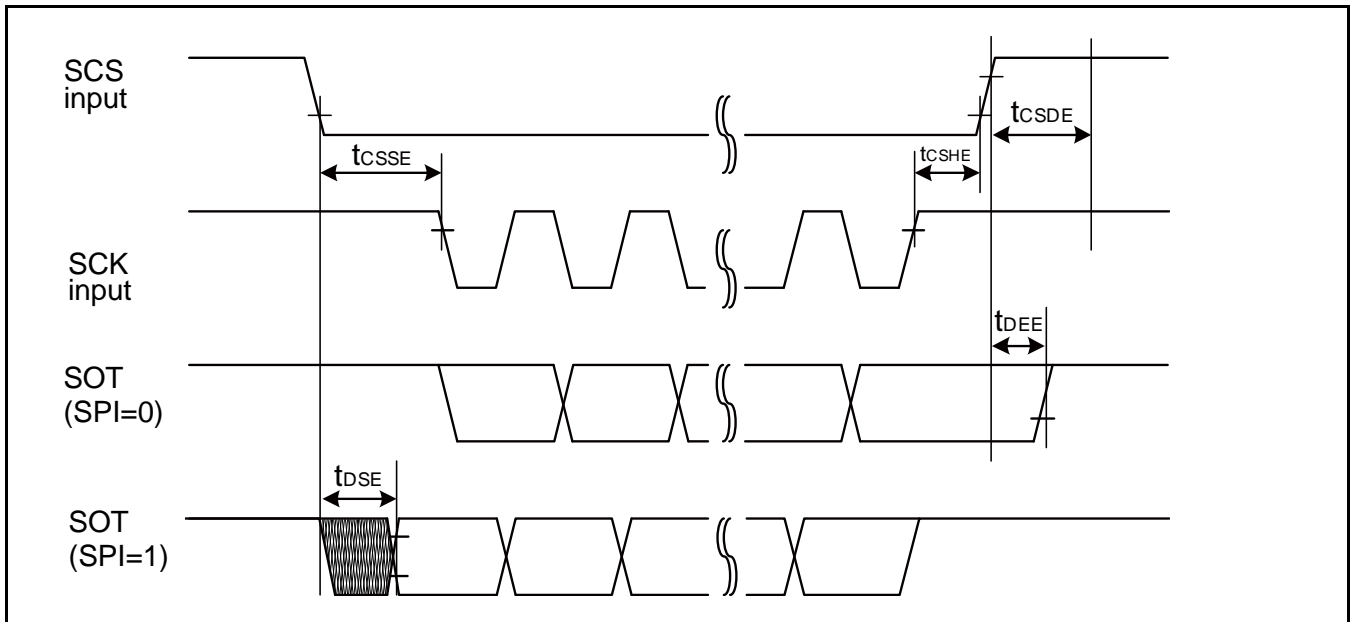 SCS
input
tCSDE
tCSSE
tCSHE
SCK
input
tDEE
SOT
(SPI=0)
tDSE
SOT
(SPI=1)